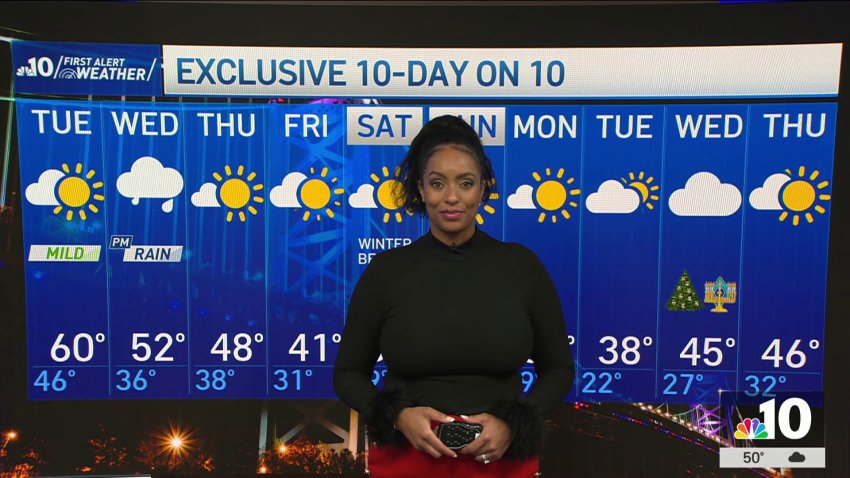 10 / FIRST ALERT WEATHER /
EXCLUSIVE 10-DAY ON 10
TUE WED THU FRI SAT SUN MON TUE WED THU
MILD
PM RAIN
WINTER
60° 52° 48° 41° 38° 45° 46°
46° 36° 38° 31° 22° 27° 32°
10
50°